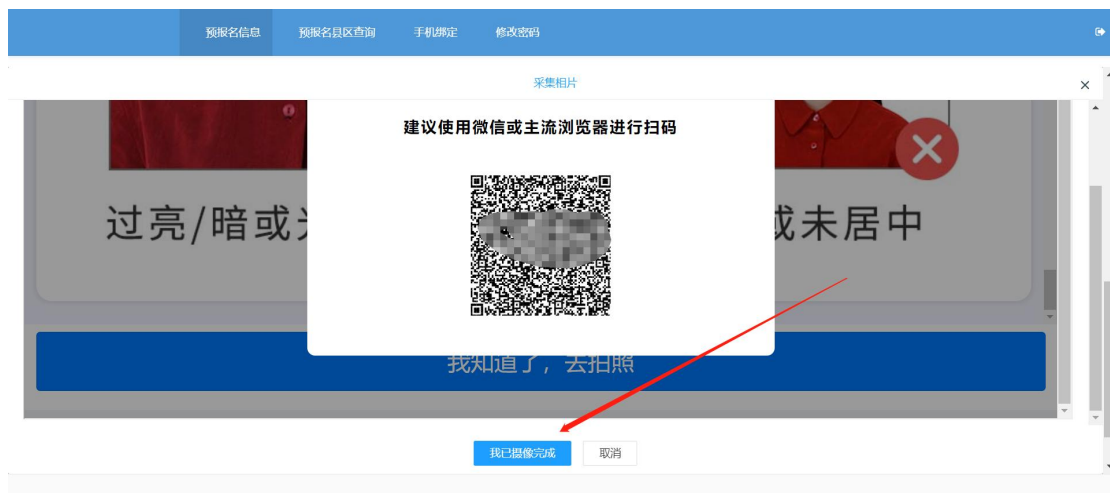 预报名信息 预报名县区查询 手机绑定 修改密码
采集相片
建议使用微信或主流浏览器进行扫码
过亮/暗或 或未居中
我知道了，去拍照
我已摄像完成 取消